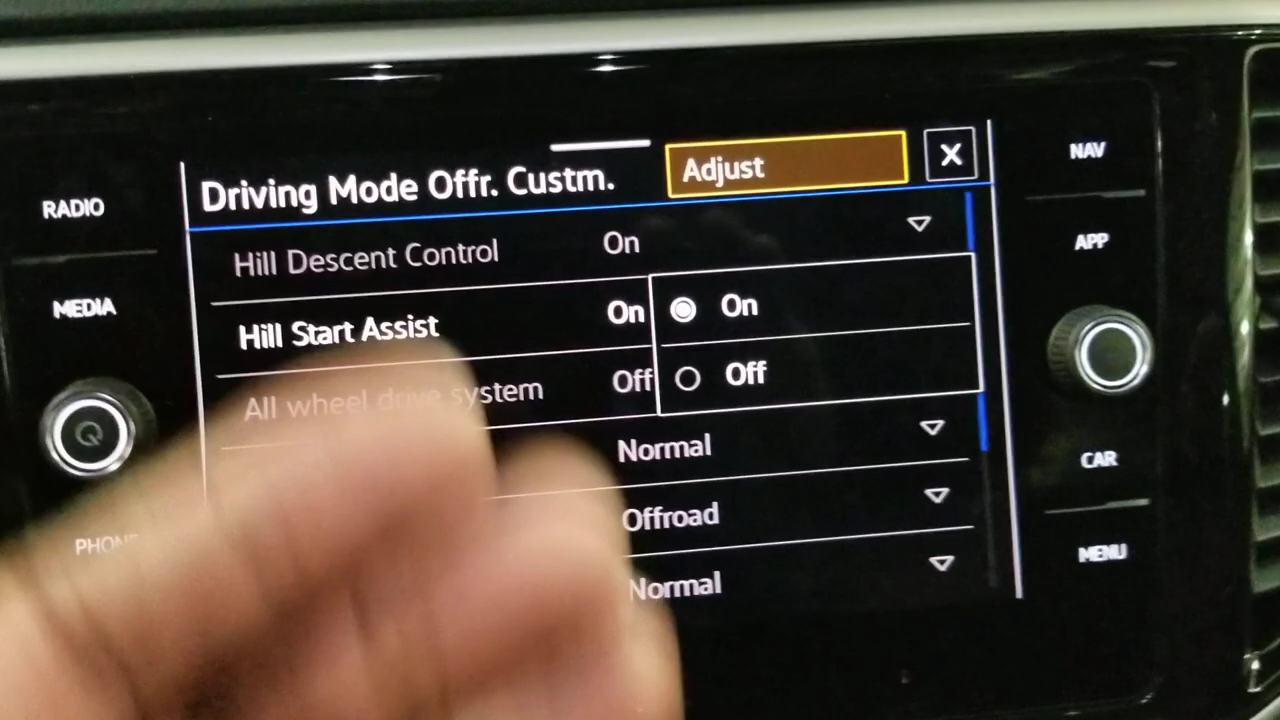 RADIO
MEDIA
PHONE
Driving Mode Offr. Custm.
Adjust
X
Hill Descent Control On
Hill Start Assist On
On
Off
All wheel drive system Off
Normal
Offroad
Normal
NAV
APP
CAR
MENU